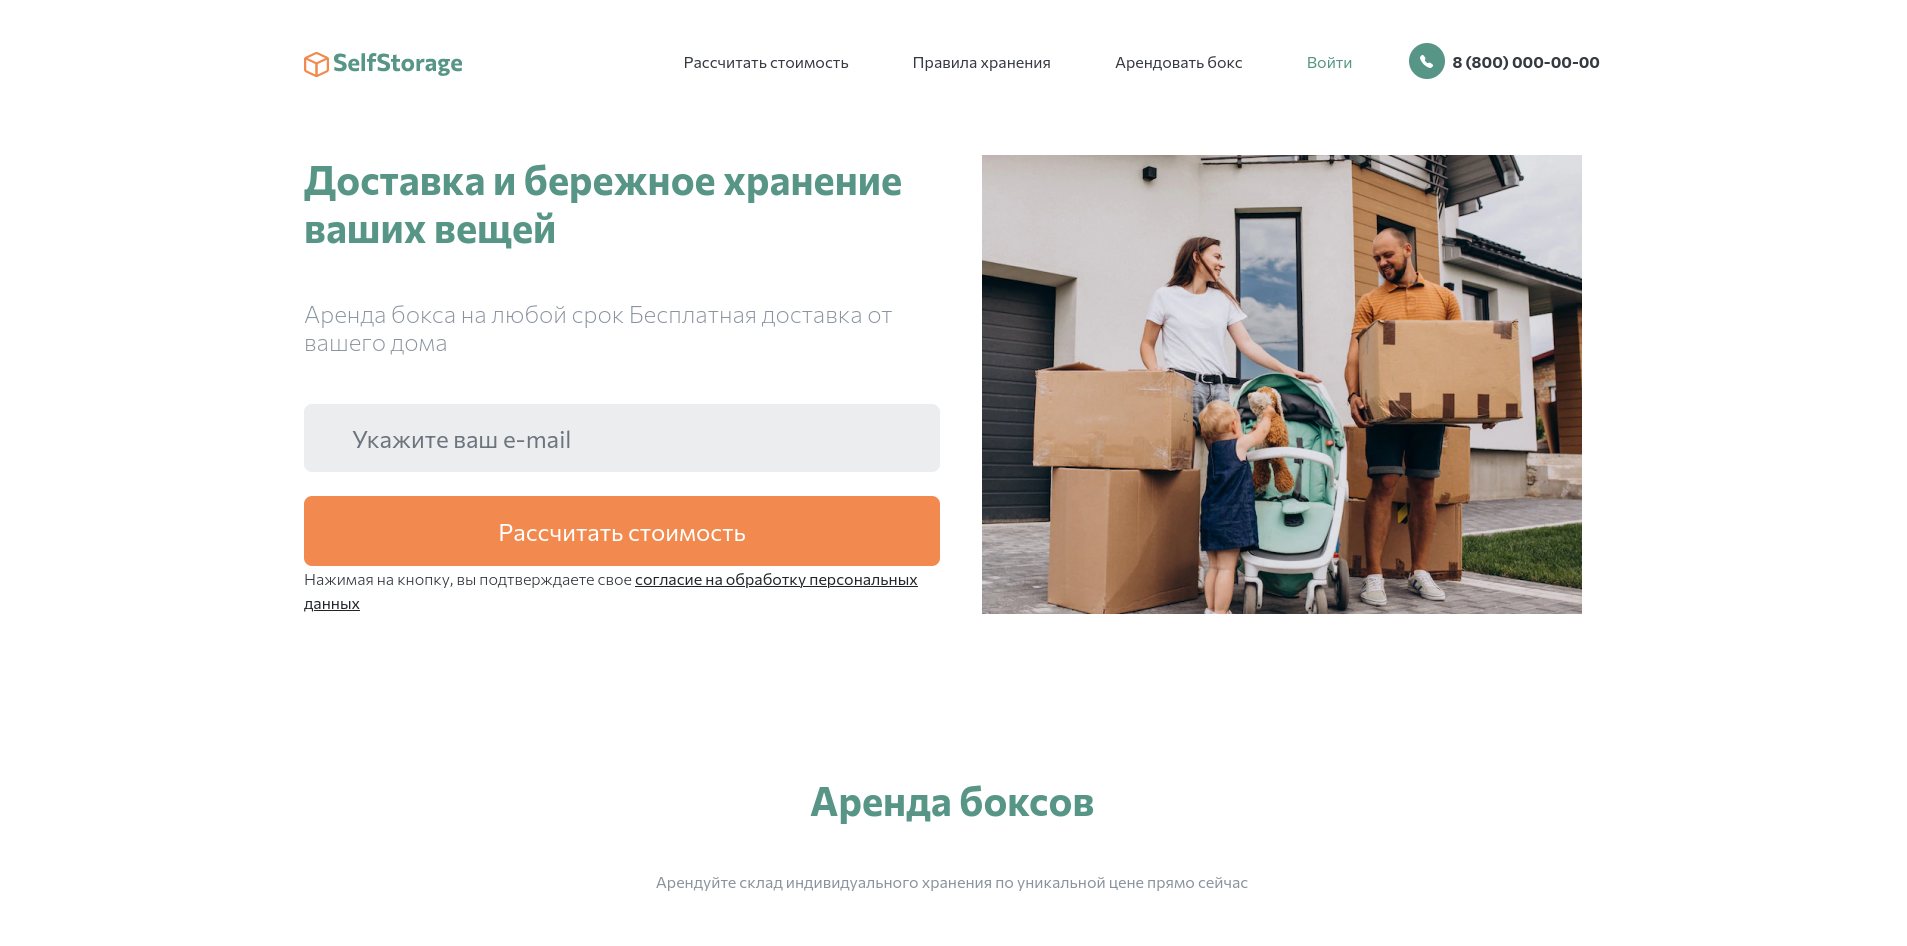 SelfStorage
Рассчитать стоимость
Правила хранения
Арендовать бокс
Войти
8 (800) 000-00-00
Доставка и бережное хранение
ваших вещей
Аренда бокса на любой срок Бесплатная доставка от
вашего дома
Укажите ваш e-mail
Рассчитать стоимость
Нажимая на кнопку, вы подтверждаете свое согласие на обработку персональных
данных
Аренда боксов
Арендуйте склад индивидуального хранения по уникальной цене прямо сейчас